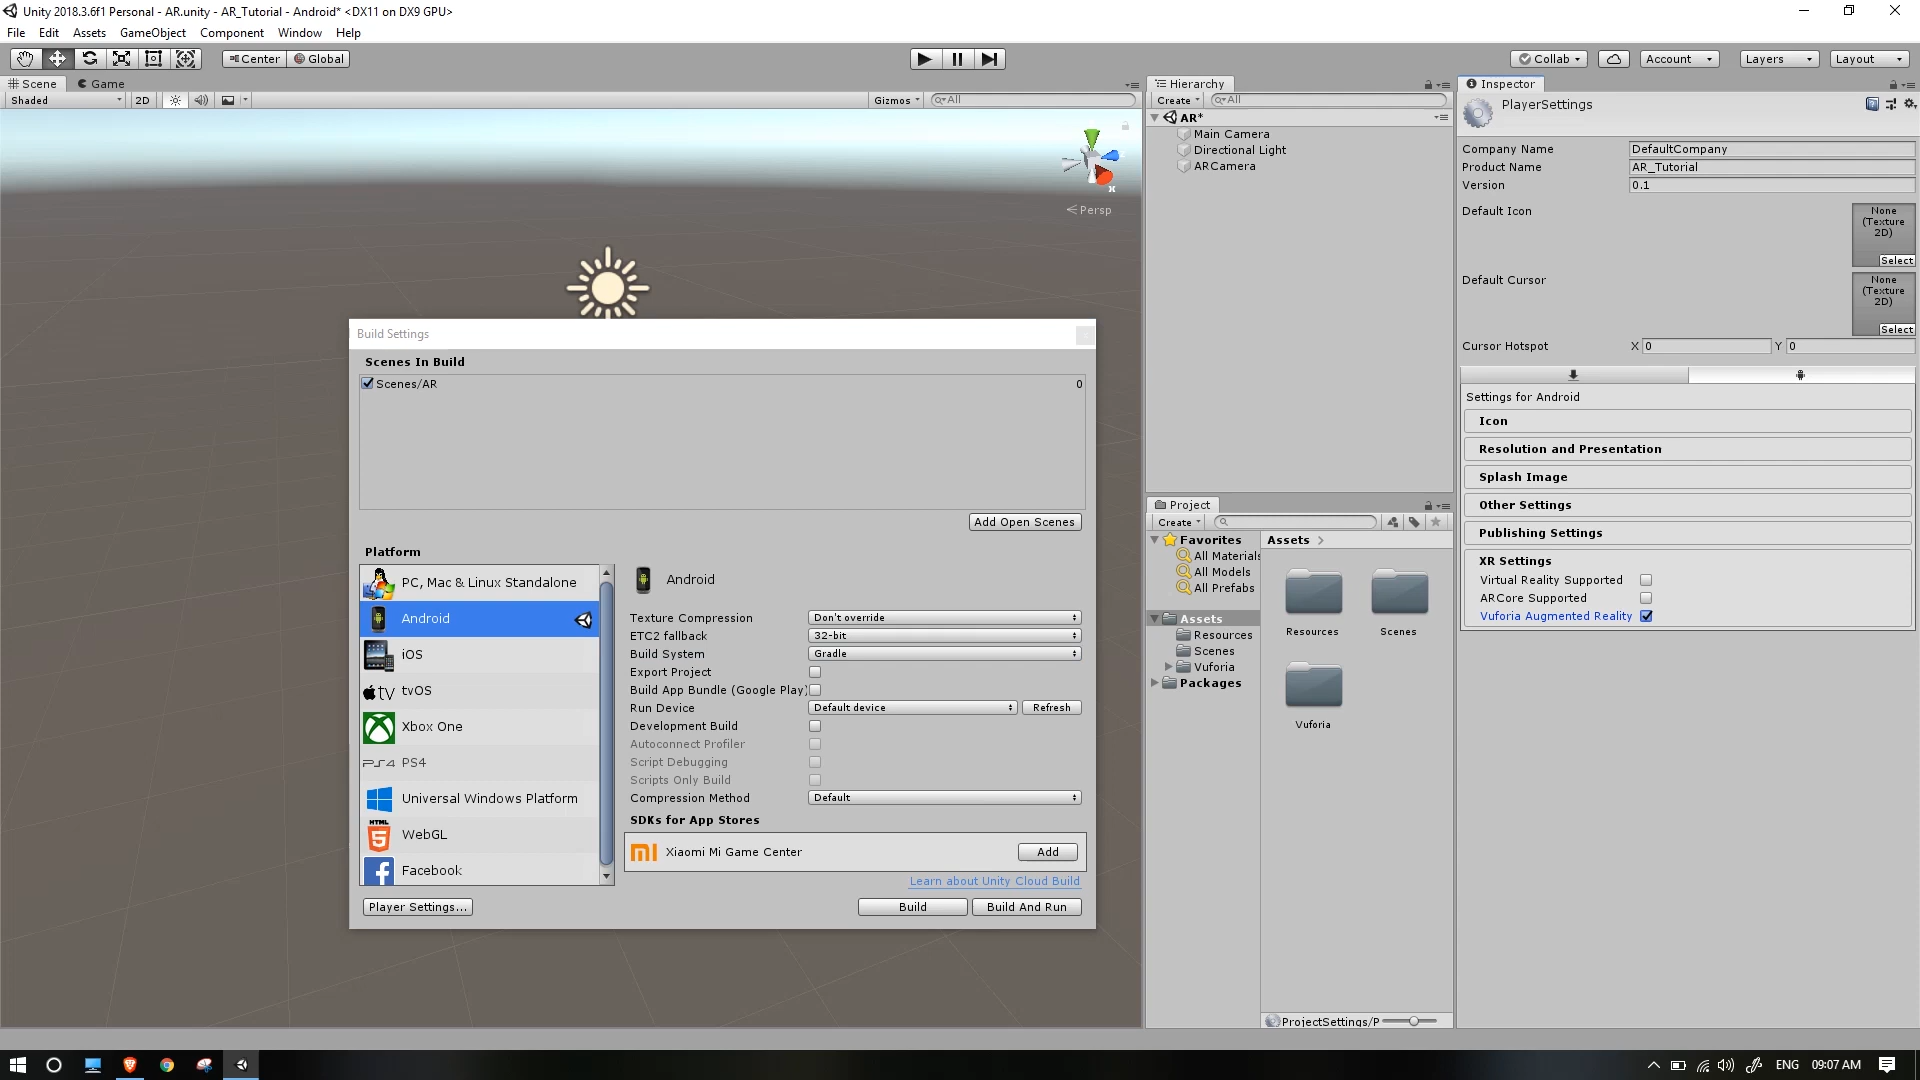 Unity 2018.3.6f1 Personal - AR.unity - AR_Tutorial - Android* <DX11 on DX9 GPU>
File Edit Assets GameObject Component Window Help
Center Global Collab Account Layers Layout
Scene Game
Shaded 2D Gizmos All
Persp
x
Hierarchy
Create All
AR*
Main Camera
Directional Light
ARCamera
Inspector
PlayerSettings
Company Name DefaultCompany
Product Name AR_Tutorial
Version 0.1
Default Icon
None
(Texture
2D)
Select
Default Cursor
None
(Texture
2D)
Select
Cursor Hotspot X 0 Y 0
Settings for Android
Icon
Resolution and Presentation
Splash Image
Other Settings
Publishing Settings
XR Settings
Virtual Reality Supported
ARCore Supported
Vuforia Augmented Reality
Build Settings
Scenes In Build
Scenes/AR 0
Add Open Scenes
Platform
PC, Mac & Linux Standalone
Android
iOS
tv tvOS
Xbox One
PS4 PS4
Universal Windows Platform
HTML
5 WebGL
Facebook
Android
Texture Compression Don't override
ETC2 fallback 32-bit
Build System Gradle
Export Project
Build App Bundle (Google Play)
Run Device Default device Refresh
Development Build
Autoconnect Profiler
Script Debugging
Scripts Only Build
Compression Method Default
SDKs for App Stores
Xiaomi Mi Game Center Add
Learn about Unity Cloud Build
Player Settings... Build Build And Run
Project
Create
Favorites
All Materials
All Models
All Prefabs
Assets
Resources
Scenes
Vuforia
Packages
Assets
Resources Scenes
Vuforia
ProjectSettings/P
ENG 09:07 AM